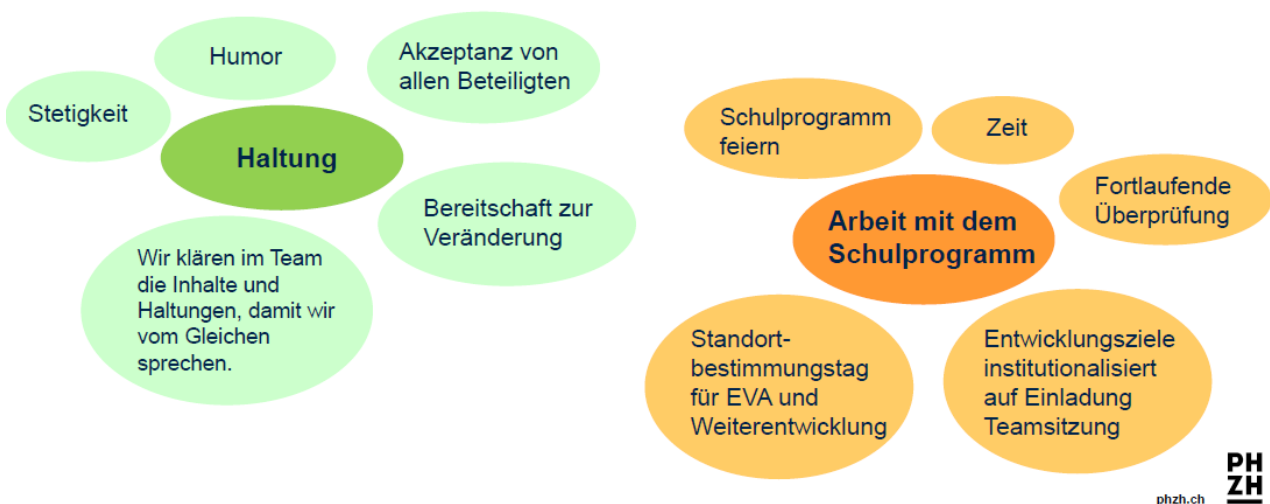 Humor
Akzeptanz von
allen Beteiligten
Stetigkeit
Haltung
Bereitschaft zur
Veränderung
Wir klären im Team
die Inhalte und
Haltungen, damit wir
vom Gleichen
sprechen.
Schulprogramm
feiern
Zeit
Fortlaufende
Überprüfung
Arbeit mit dem
Schulprogramm
Standort-
bestimmungstag
für EVA und
Weiterentwicklung
Entwicklungsziele
institutionalisiert
auf Einladung
Teamsitzung
phzh.ch
PH
ZH